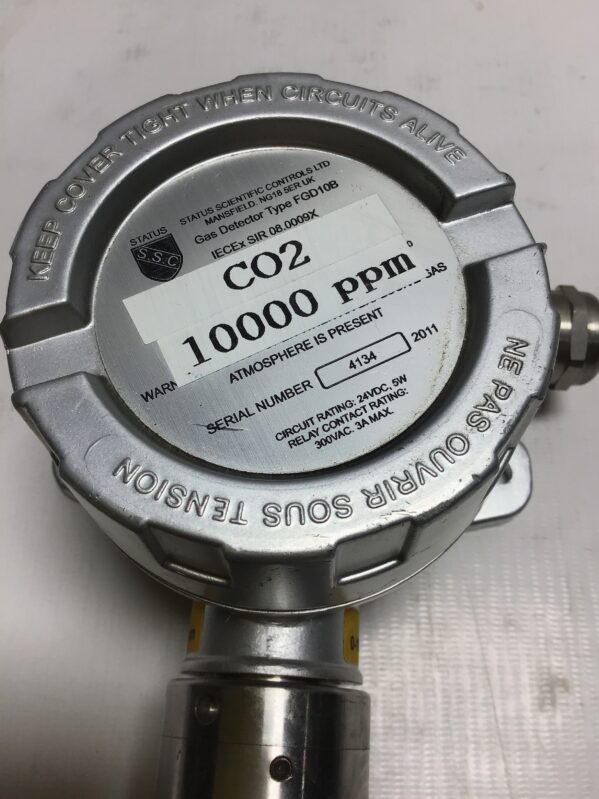 KEEP COVER TIGHT WHEN CIRCUITS ALIVE
STATUS
S.S.C
STATUS SCIENTIFIC CONTROLS LTD
MANSFIELD. NG18 5ER UK
Gas Detector Type FGD10B
IECEx SIR 08.0009X
CO2
10000 ppm
ATMOSPHERE IS PRESENT
SERIAL NUMBER 4134 2011
CIRCUIT RATING: 24VDC, 5W
RELAY CONTACT RATING:
300VAC. 3A MAX.
NE PAS OUVRIR SOUS TENSION